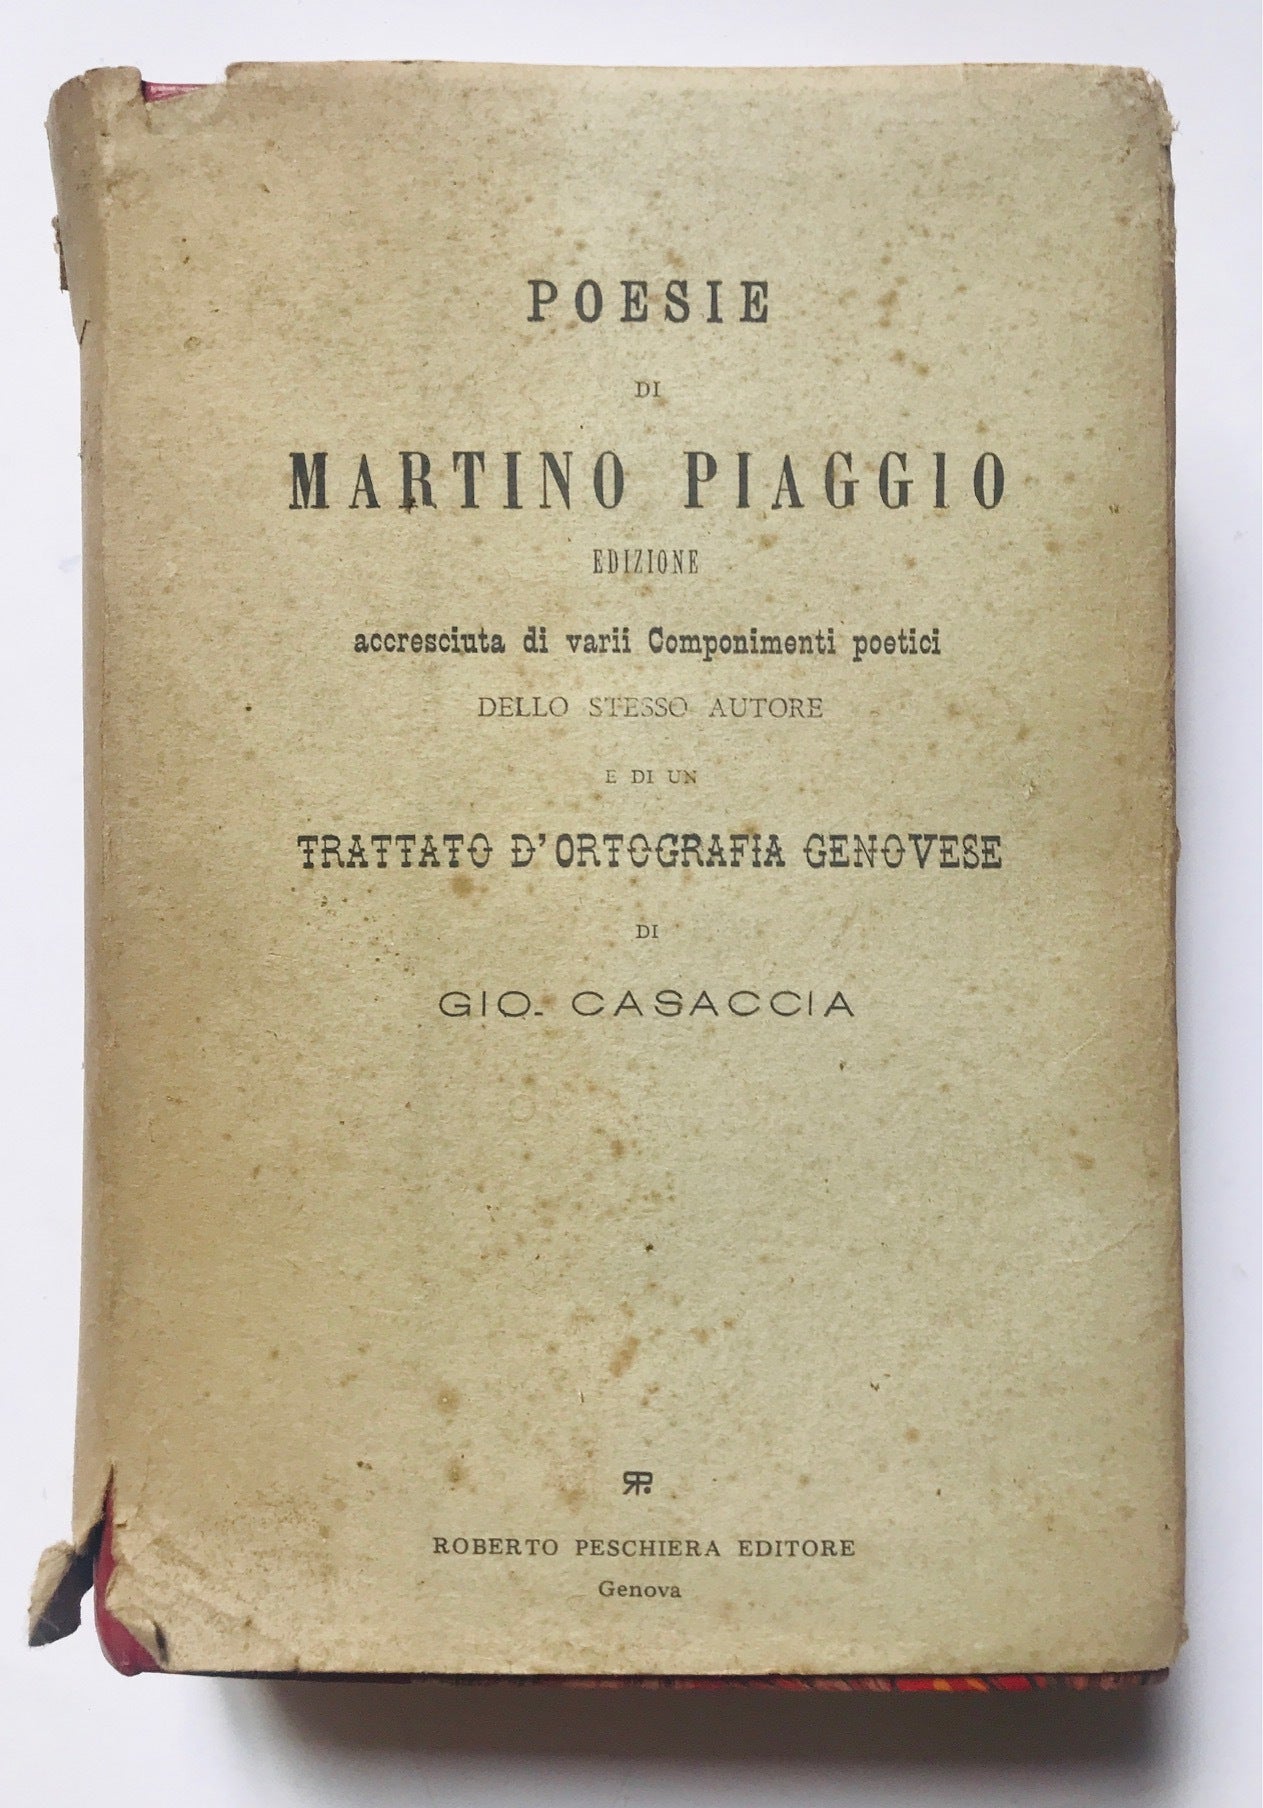 POESIE
DI
MARTINO PIAGGIO
EDIZIONE
accresciuta di varii Componimenti poetici
DELLO STESSO AUTORE
E DI UN
TRATTATO D'ORTOGRAFIA GENOVESE
DI
GIO. CASACCIA
RP.
ROBERTO PESCHIERA EDITORE
Genova